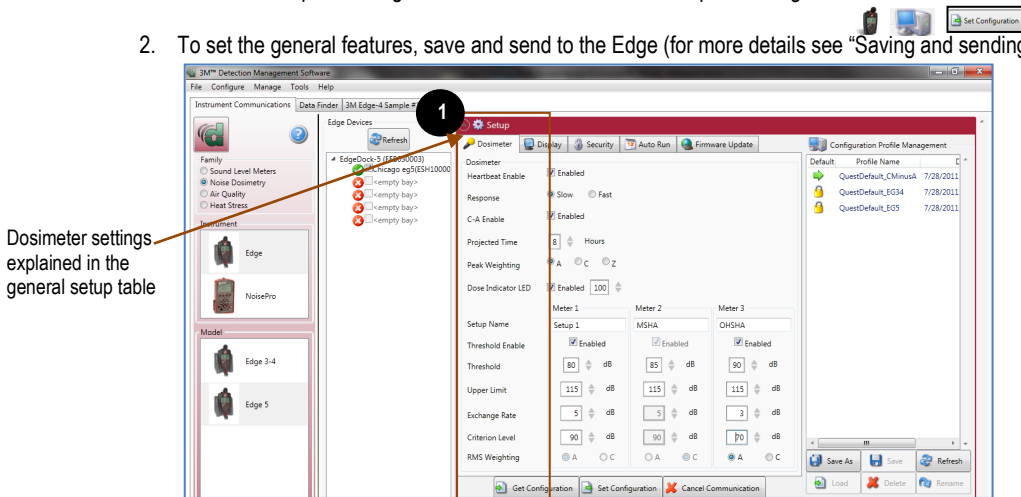 Set Configuration
2. To set the general features, save and send to the Edge (for more details see “Saving and sending
3M™ Detection Management Software
File Configure Manage Tools Help
Instrument Communications Data Finder 3M Edge-4 Sample #
1
Family
Sound Level Meters
Noise Dosimetry
Air Quality
Heat Stress
Instrument
Edge
NoisePro
Model
Edge 3-4
Edge 5
Dosimeter settings
explained in the
general setup table
Edge Devices
Refresh
EdgeDock-5
Chicago eg5(ESH10000
<empty bay>
<empty bay>
<empty bay>
<empty bay>
Setup
Dosimeter Display Security Auto Run Firmware Update
Dosimeter
Heartbeat Enable Enabled
Response Slow Fast
C-A Enable Enabled
Projected Time 8 Hours
Peak Weighting A C Z
Dose Indicator LED Enabled 100
Meter 1 Meter 2 Meter 3
Setup Name Setup 1 MSHA OHSHA
Threshold Enable Enabled Enabled Enabled
Threshold 80 dB 85 dB 90 dB
Upper Limit 115 dB 115 dB 115 dB
Exchange Rate 5 dB 5 dB 3 dB
Criterion Level 90 dB 90 dB 70 dB
RMS Weighting A C A C A C
Get Configuration Set Configuration Cancel Communication
Configuration Profile Management
Default Profile Name
QuestDefault_CMinusA 7/28/2011
QuestDefault_EG34 7/28/2011
QuestDefault_EG5 7/28/2011
Save As Save Refresh
Load Delete Rename